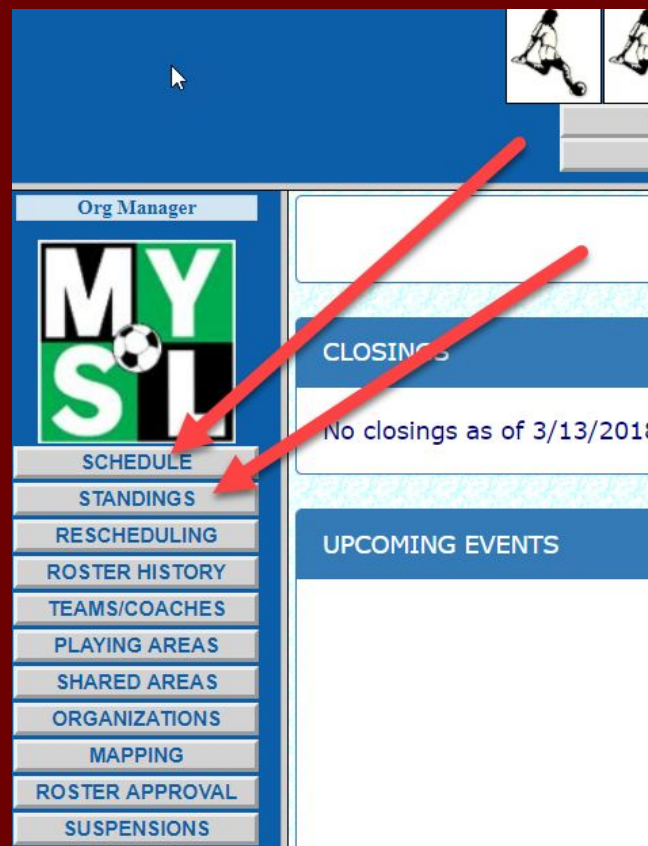 Org Manager
MY
SL
SCHEDULE
STANDINGS
RESCHEDULING
ROSTER HISTORY
TEAMS/COACHES
PLAYING AREAS
SHARED AREAS
ORGANIZATIONS
MAPPING
ROSTER APPROVAL
SUSPENSIONS
CLOSINGS
No closings as of 3/13/2018
UPCOMING EVENTS